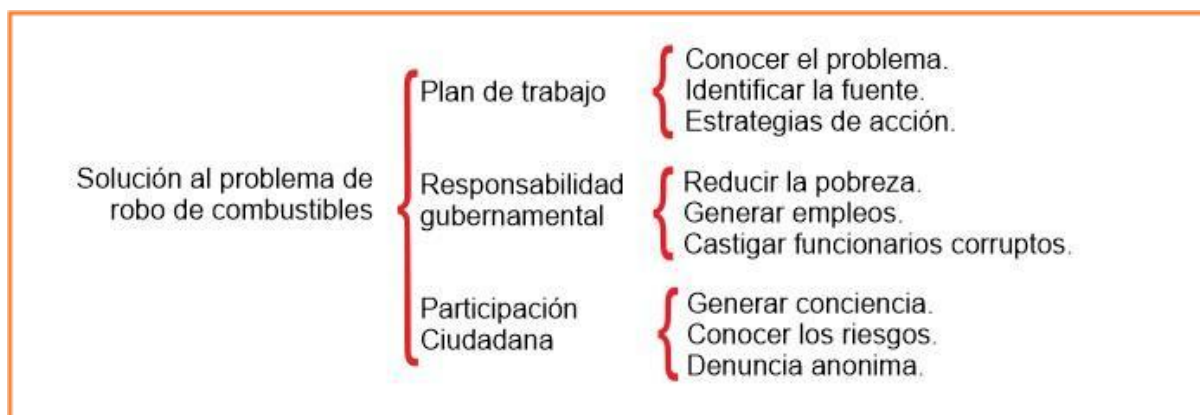 Solución al problema de
robo de combustibles
Plan de trabajo
Conocer el problema.
Identificar la fuente.
Estrategias de acción.
Responsabilidad
gubernamental
Reducir la pobreza.
Generar empleos.
Castigar funcionarios corruptos.
Participación
Ciudadana
Generar conciencia.
Conocer los riesgos.
Denuncia anonima.